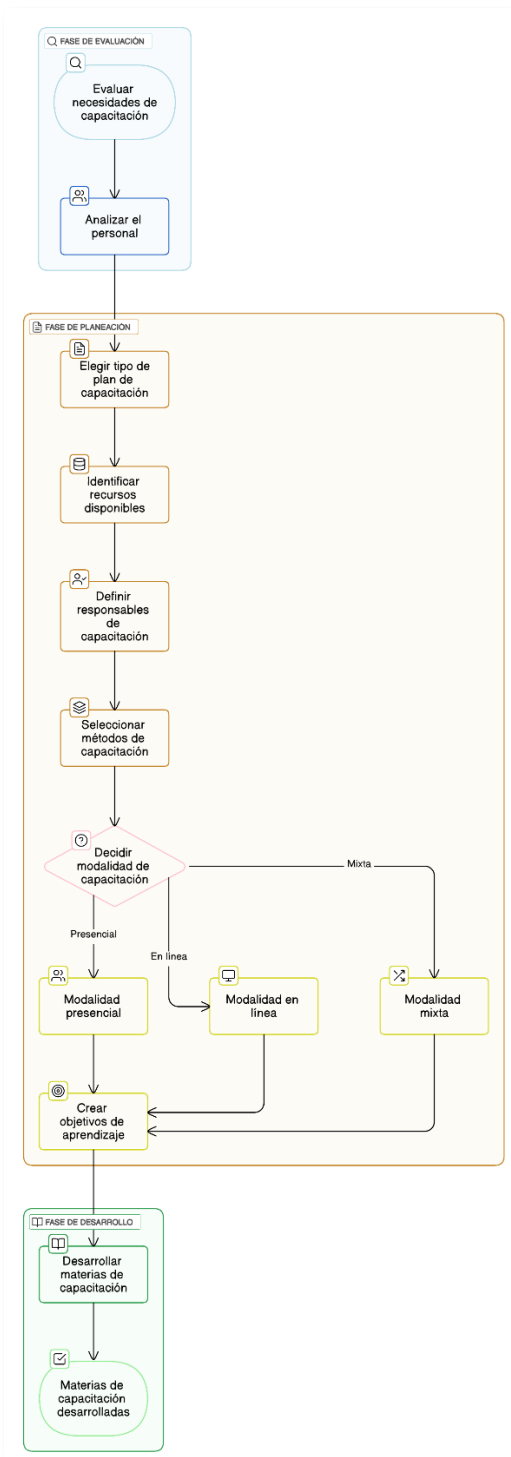 FASE DE EVALUACIÓN
Evaluar
necesidades de
capacitación
Analizar el
personal
FASE DE PLANEACIÓN
Elegir tipo de
plan de
capacitación
Identificar
recursos
disponibles
Definir
responsables
de
capacitación
Seleccionar
métodos de
capacitación
Decidir
modalidad de
capacitación
Mixta
Presencial
En línea
Modalidad
presencial
Modalidad en
línea
Modalidad
mixta
Crear
objetivos de
aprendizaje
FASE DE DESARROLLO
Desarrollar
materias de
capacitación
Materias de
capacitación
desarrolladas